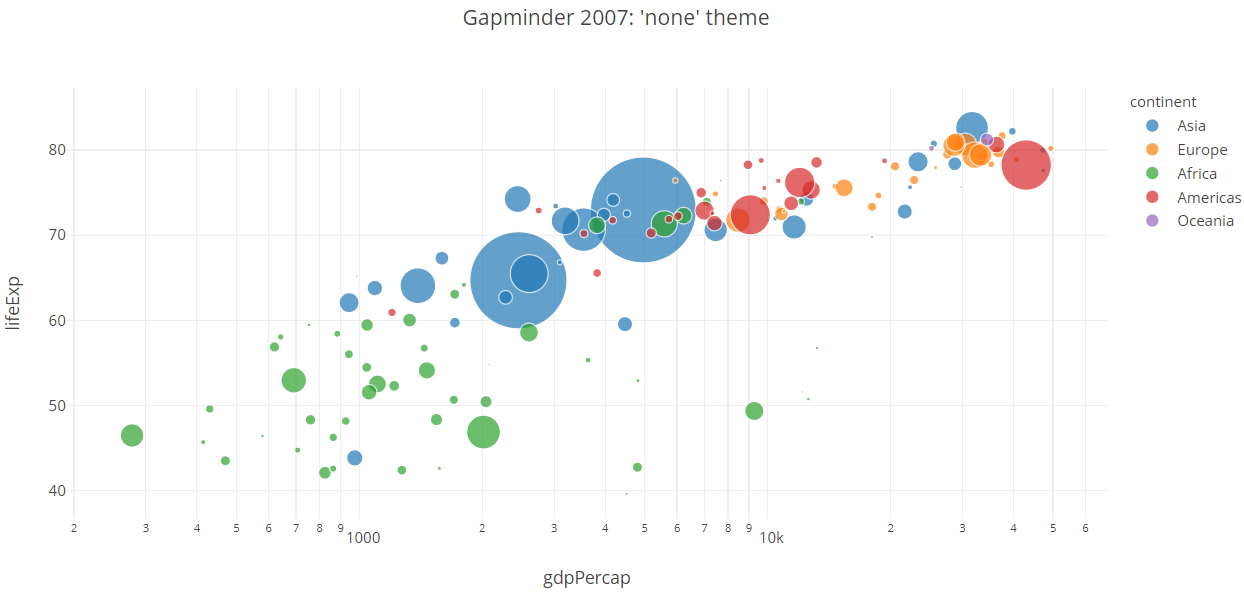 Gapminder 2007: 'none' theme
continent
Asia
Europe
Africa
Americas
Oceania
lifeExp
80
70
60
50
40
2 3 4 5 6 7 8 9 1000 2 3 4 5 6 7 8 9 10k 2 3 4 5 6
gdpPercap